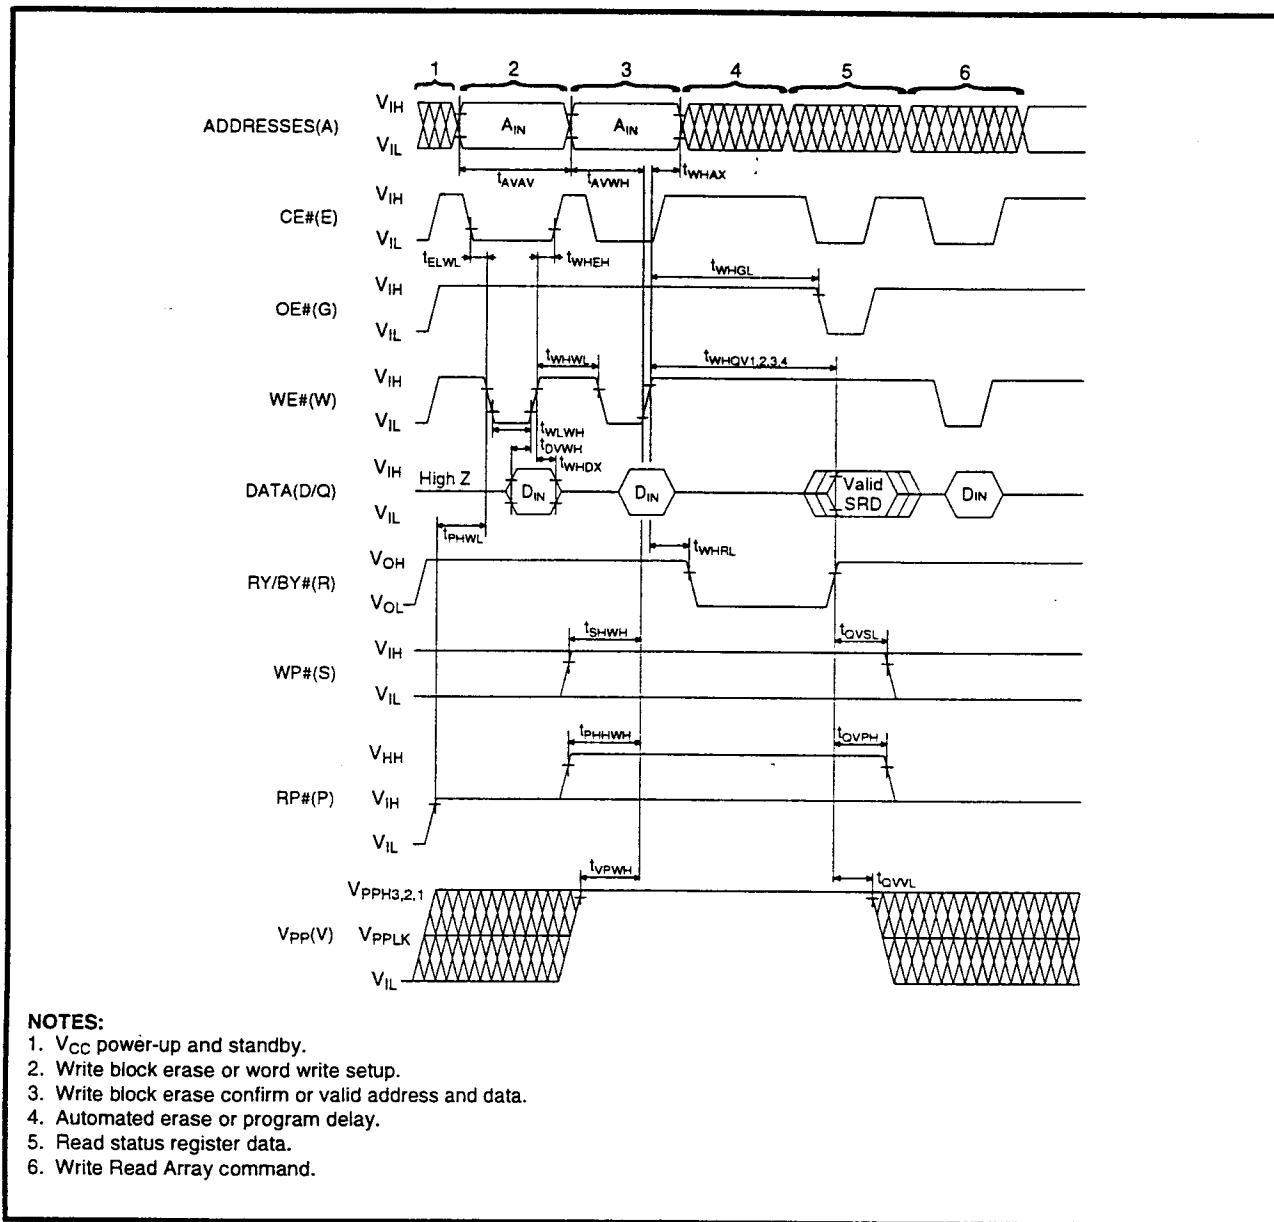 1 2 3 4 5 6
ADDRESSES(A) VIH VIL AIN AIN
tAVAV tAVWH tWHAX
CE#(E) VIH VIL
tELWL tWHEH tWHGL
OE#(G) VIH VIL
tWHWL tWHQV1,2,3,4
WE#(W) VIH VIL
tWLWH
tDVWH
tWHDX
DATA(D/Q) VIH VIL High Z DIN DIN Valid SRD DIN
tPHWL tWHRL
RY/BY#(R) VOH VOL
tSHWH tQVSL
WP#(S) VIH VIL
tPHHWH tQVPH
RP#(P) VHH VIH VIL
tVPWH tQVVL
VPP(V) VPPH3,2,1 VPPLK VIL
NOTES:
1. VCC power-up and standby.
2. Write block erase or word write setup.
3. Write block erase confirm or valid address and data.
4. Automated erase or program delay.
5. Read status register data.
6. Write Read Array command.